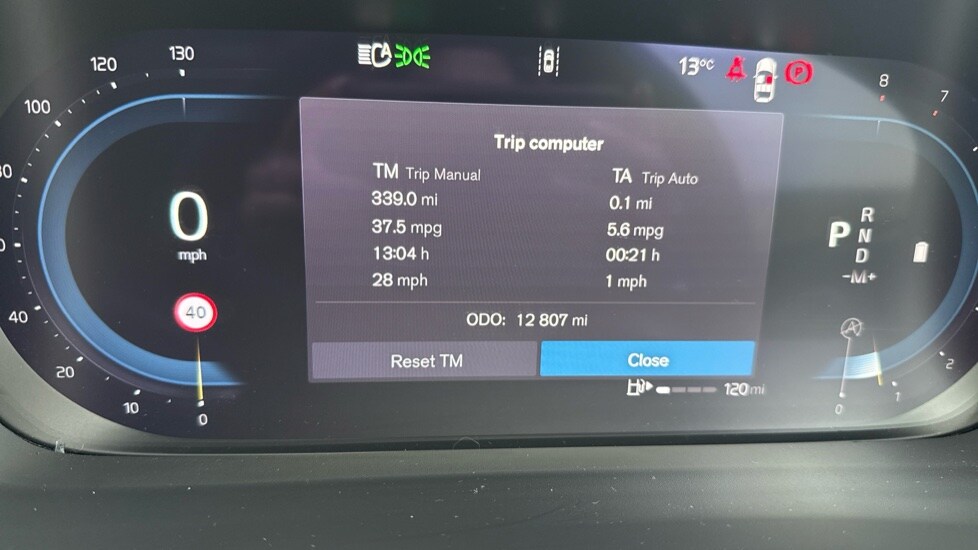 130
120
100
A
13°C
P
8
7
Trip computer
TM Trip Manual
TA Trip Auto
339.0 mi
0.1 mi
37.5 mpg
5.6 mpg
13:04 h
00:21 h
28 mph
1 mph
ODO: 12 807 mi
Reset TM
Close
0
mph
40
P
R
N
D
-M+
A
40
20
10
0
120 mi
0
1
2